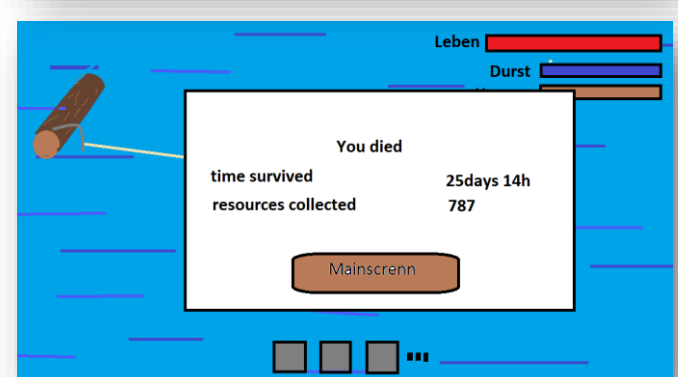 Leben
Durst
You died
time survived 25days 14h
resources collected 787
Mainscrenn